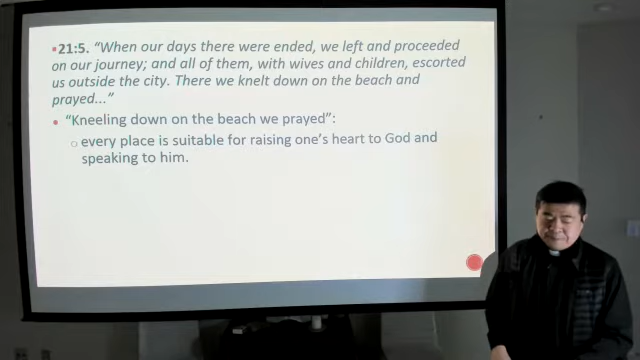 ▪21:5. “When our days there were ended, we left and proceeded
on our journey; and all of them, with wives and children, escorted
us outside the city. There we knelt down on the beach and
prayed...”
▪ “Kneeling down on the beach we prayed”:
○ every place is suitable for raising one’s heart to God and
speaking to him.